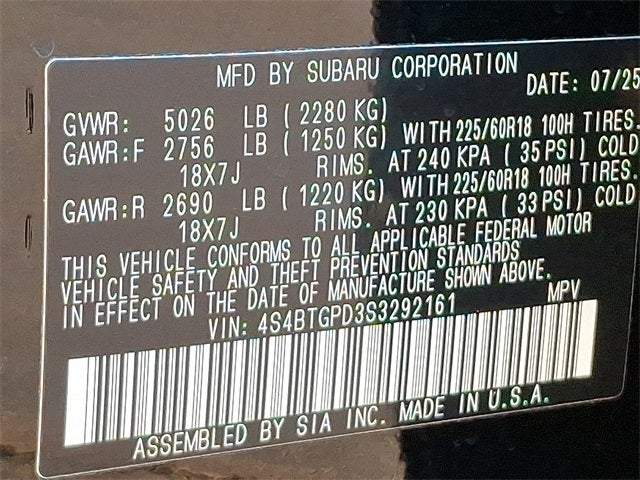 MFD BY SUBARU CORPORATION DATE: 07/25
GVWR: 5026 LB ( 2280 KG)
GAWR:F 2756 LB ( 1250 KG) WITH 225/60R18 100H TIRES.
18X7J RIMS. AT 240 KPA ( 35 PSI) COLD
GAWR:R 2690 LB ( 1220 KG) WITH 225/60R18 100H TIRES.
18X7J RIMS. AT 230 KPA ( 33 PSI) COLD
THIS VEHICLE CONFORMS TO ALL APPLICABLE FEDERAL MOTOR
VEHICLE SAFETY AND THEFT PREVENTION STANDARDS
IN EFFECT ON THE DATE OF MANUFACTURE SHOWN ABOVE.
VIN: 4S4BTGPD3S3292161 MPV
ASSEMBLED BY SIA INC. MADE IN U.S.A.